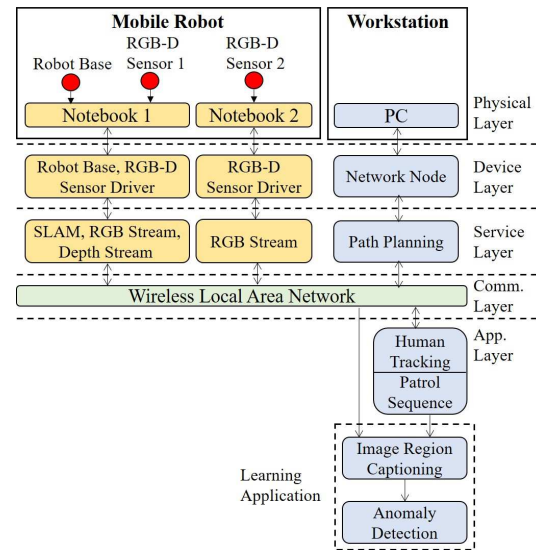 Mobile Robot
Workstation
Robot Base
RGB-D
Sensor 1
RGB-D
Sensor 2
Notebook 1
Notebook 2
PC
Physical
Layer
Robot Base, RGB-D
Sensor Driver
RGB-D
Sensor Driver
Network Node
Device
Layer
SLAM, RGB Stream,
Depth Stream
RGB Stream
Path Planning
Service
Layer
Wireless Local Area Network
Comm.
Layer
Human
Tracking
Patrol
Sequence
App.
Layer
Learning
Application
Image Region
Captioning
Anomaly
Detection